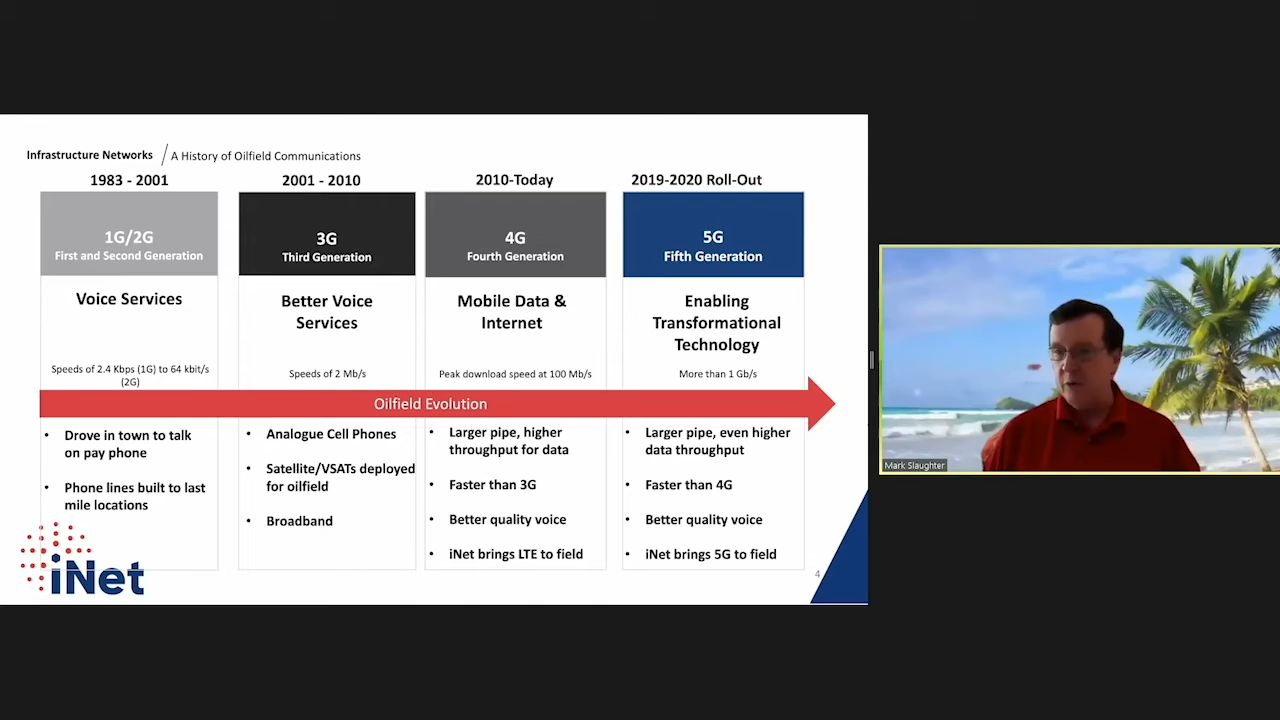 Infrastructure Networks / A History of Oilfield Communications
1983 - 2001
1G/2G
First and Second Generation
Voice Services
Speeds of 2.4 Kbps (1G) to 64 kbit/s
(2G)
2001 - 2010
3G
Third Generation
Better Voice
Services
Speeds of 2 Mb/s
2010-Today
4G
Fourth Generation
Mobile Data &
Internet
Peak download speed at 100 Mb/s
2019-2020 Roll-Out
5G
Fifth Generation
Enabling
Transformational
Technology
More than 1 Gb/s
Oilfield Evolution
• Drove in town to talk
on pay phone
• Phone lines built to last
mile locations
• Analogue Cell Phones
• Satellite/VSATs deployed
for oilfield
• Broadband
• Larger pipe, higher
throughput for data
• Faster than 3G
• Better quality voice
• iNet brings LTE to field
• Larger pipe, even higher
data throughput
• Faster than 4G
• Better quality voice
• iNet brings 5G to field
iNet
4
Mark Slaughter